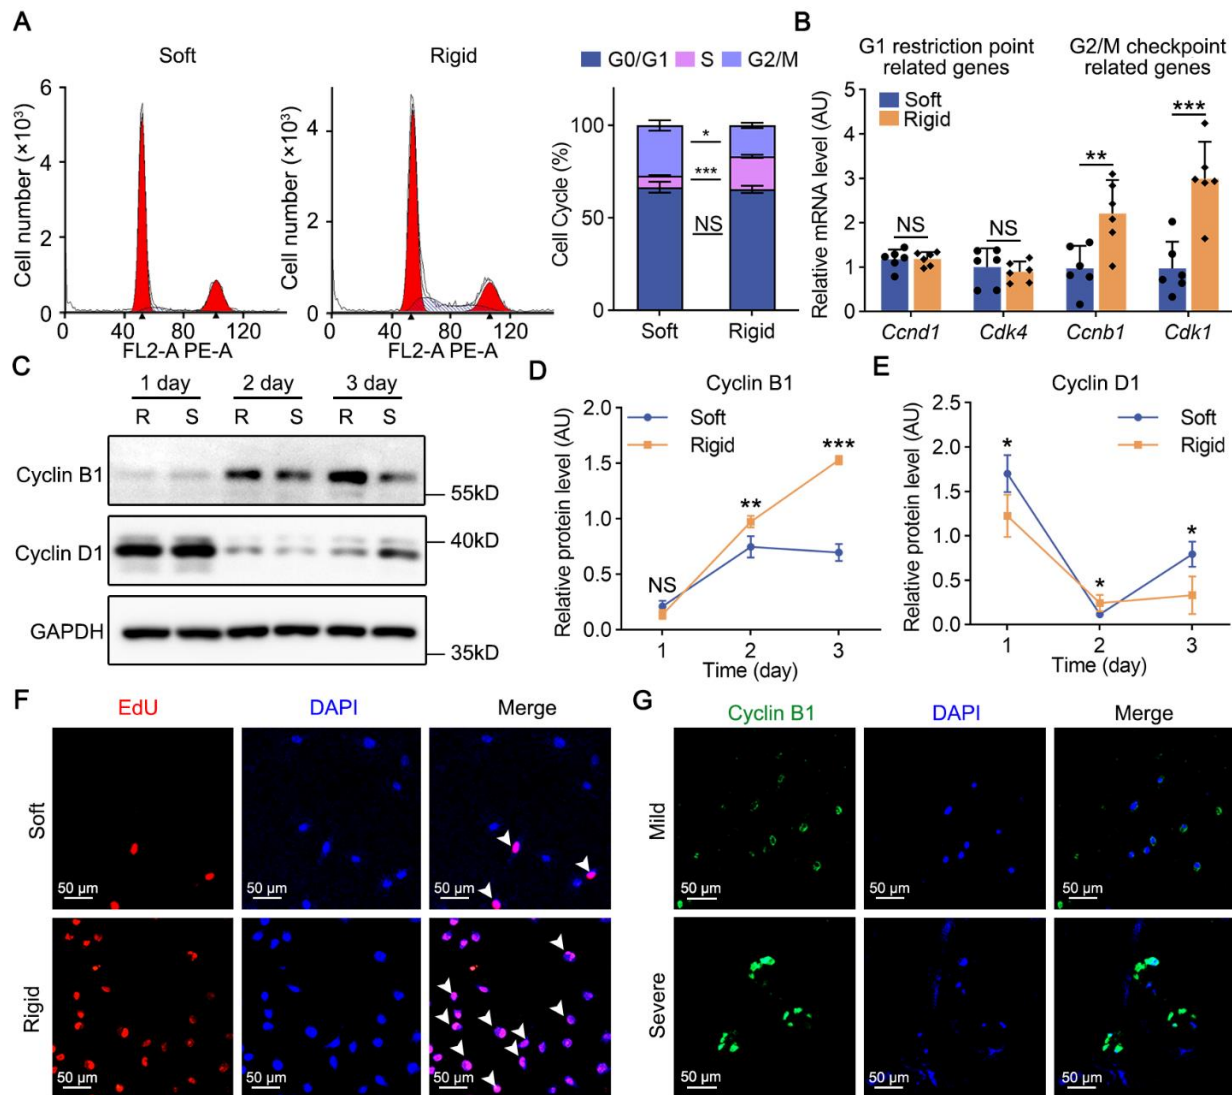 A
Soft
Rigid
Cell number (×10³)
6
4
2
0
0 40 80 120
FL2-A PE-A
Cell number (×10³)
4
2
0
0 40 80 120
FL2-A PE-A
G0/G1 S G2/M
Cell Cycle (%)
100
50
0
*
***
NS
Soft Rigid
B
G1 restriction point
related genes
G2/M checkpoint
related genes
Relative mRNA level (AU)
5
4
3
2
1
0
Soft
Rigid
NS
NS
**
***
Ccnd1 Cdk4 Ccnb1 Cdk1
C
1 day 2 day 3 day
R S R S R S
Cyclin B1
55kD
Cyclin D1
40kD
GAPDH
35kD
D
Cyclin B1
Relative protein level (AU)
2.0
1.5
1.0
0.5
0.0
Soft
Rigid
NS
**
***
1 2 3
Time (day)
E
Cyclin D1
Relative protein level (AU)
2.5
2.0
1.5
1.0
0.5
0.0
Soft
Rigid
*
*
*
1 2 3
Time (day)
F
EdU DAPI Merge
Soft
50 µm 50 µm 50 µm
Rigid
50 µm 50 µm 50 µm
G
Cyclin B1 DAPI Merge
Mild
50 µm 50 µm 50 µm
Severe
50 µm 50 µm 50 µm